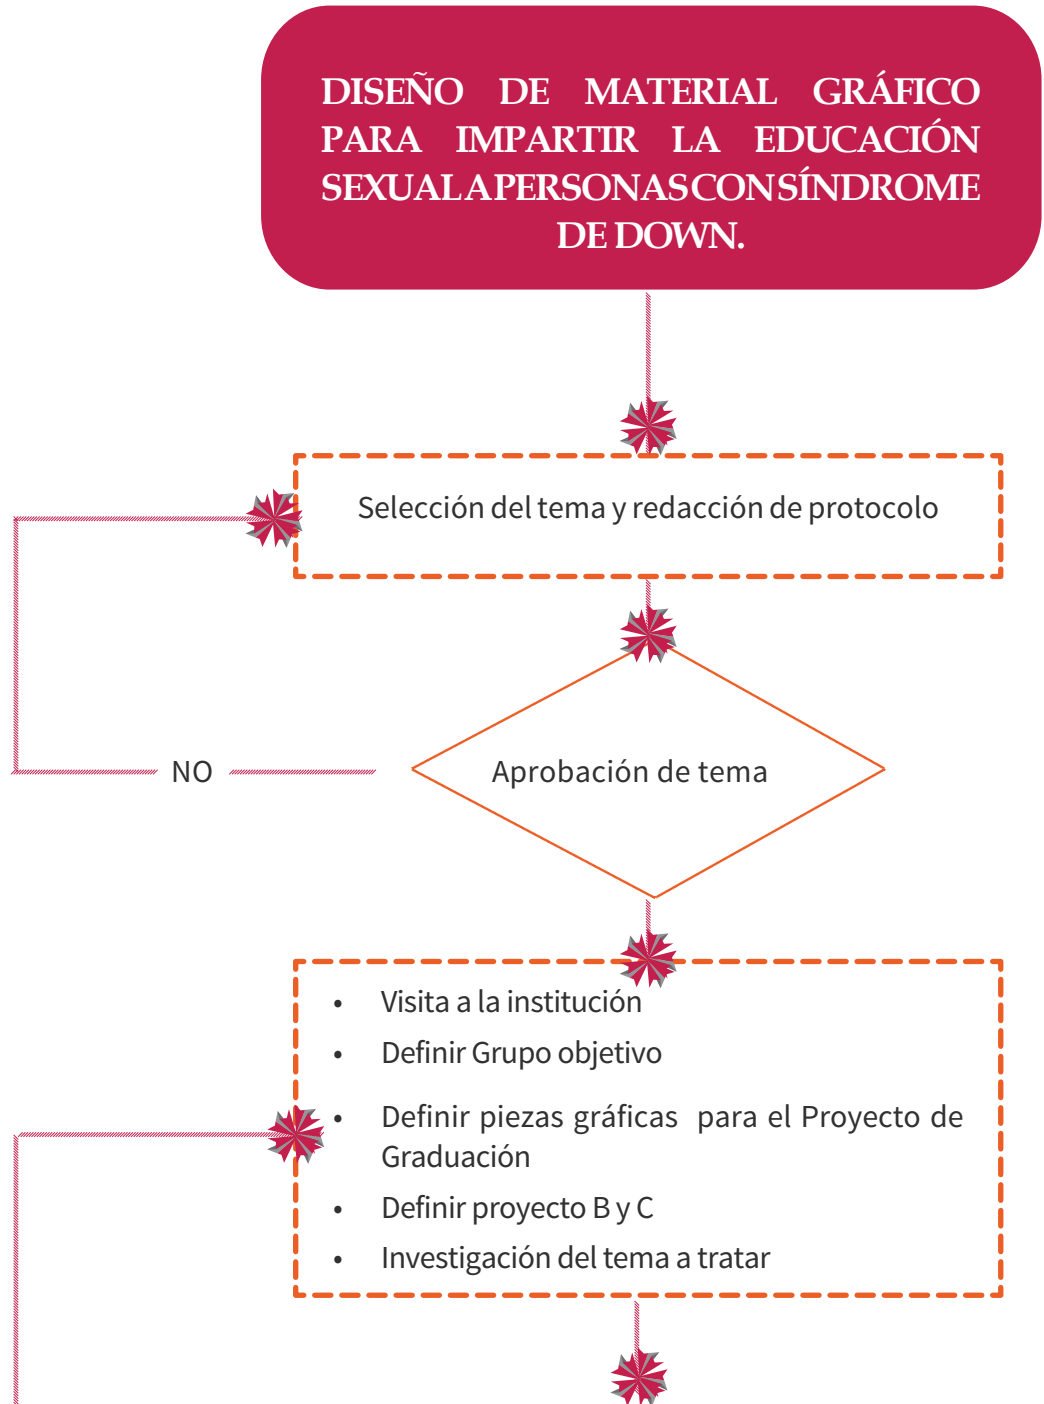 DISEÑO DE MATERIAL GRÁFICO
PARA IMPARTIR LA EDUCACIÓN
SEXUAL A PERSONAS CON SÍNDROME
DE DOWN.
Selección del tema y redacción de protocolo
NO
Aprobación de tema
• Visita a la institución
• Definir Grupo objetivo
• Definir piezas gráficas para el Proyecto de
Graduación
• Definir proyecto B y C
• Investigación del tema a tratar